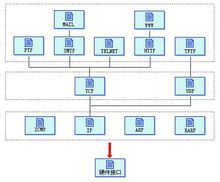 MAIL WWW
FTP SMTP TELNET HTTP TFTP
TCP UDP
ICMP IP ARP RARP
硬件接口